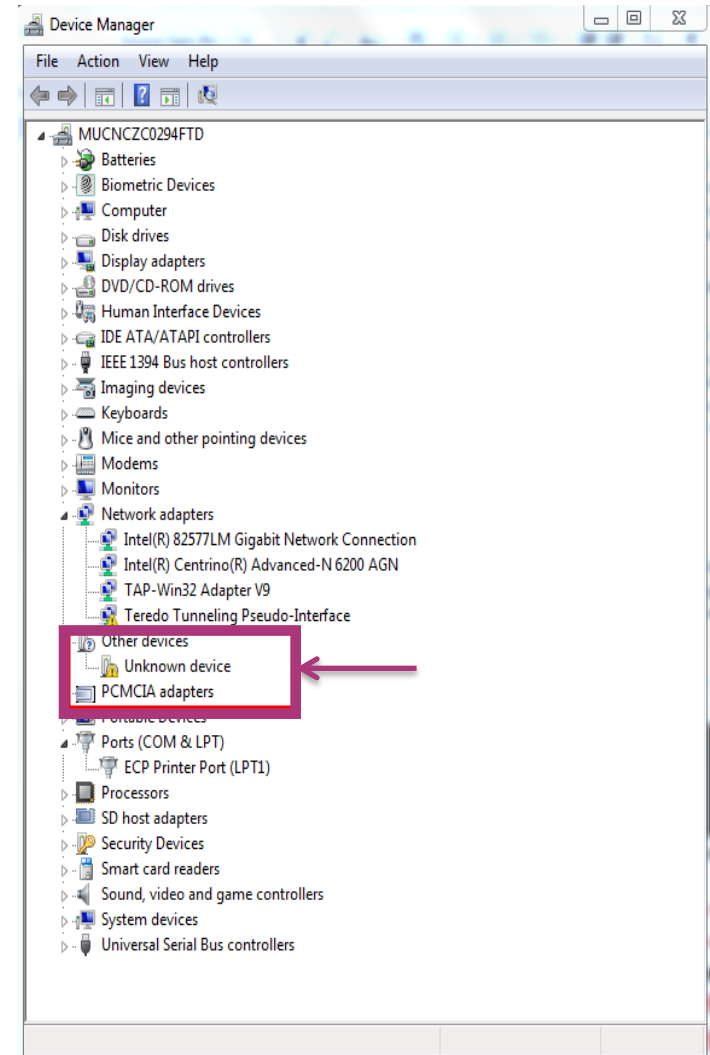 Device Manager
File Action View Help
MUCNCZC0294FTD
Batteries
Biometric Devices
Computer
Disk drives
Display adapters
DVD/CD-ROM drives
Human Interface Devices
IDE ATA/ATAPI controllers
IEEE 1394 Bus host controllers
Imaging devices
Keyboards
Mice and other pointing devices
Modems
Monitors
Network adapters
Intel(R) 82577LM Gigabit Network Connection
Intel(R) Centrino(R) Advanced-N 6200 AGN
TAP-Win32 Adapter V9
Teredo Tunneling Pseudo-Interface
Other devices
Unknown device
PCMCIA adapters
Portable Devices
Ports (COM & LPT)
ECP Printer Port (LPT1)
Processors
SD host adapters
Security Devices
Smart card readers
Sound, video and game controllers
System devices
Universal Serial Bus controllers